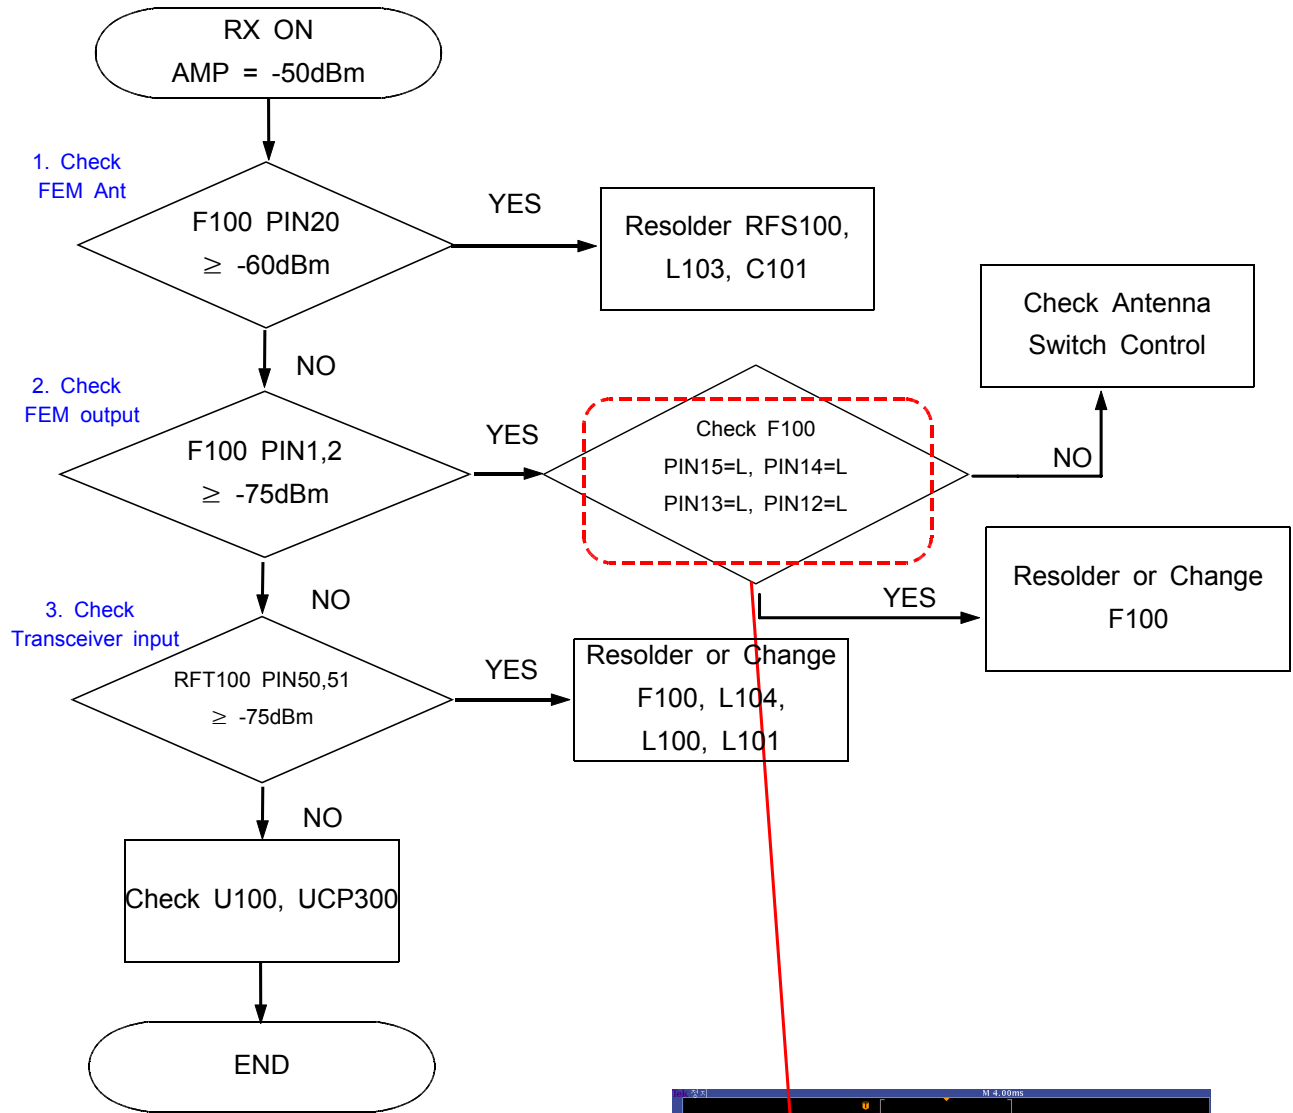 RX ON
AMP = -50dBm
1. Check
FEM Ant
F100 PIN20
≥ -60dBm
YES
Resolder RFS100,
L103, C101
NO
2. Check
FEM output
F100 PIN1,2
≥ -75dBm
YES
Check F100
PIN15=L, PIN14=L
PIN13=L, PIN12=L
NO
Check Antenna
Switch Control
YES
Resolder or Change
F100
NO
3. Check
Transceiver input
RFT100 PIN50,51
≥ -75dBm
YES
Resolder or Change
F100, L104,
L100, L101
NO
Check U100, UCP300
END
Tek 정지
M 4.00ms